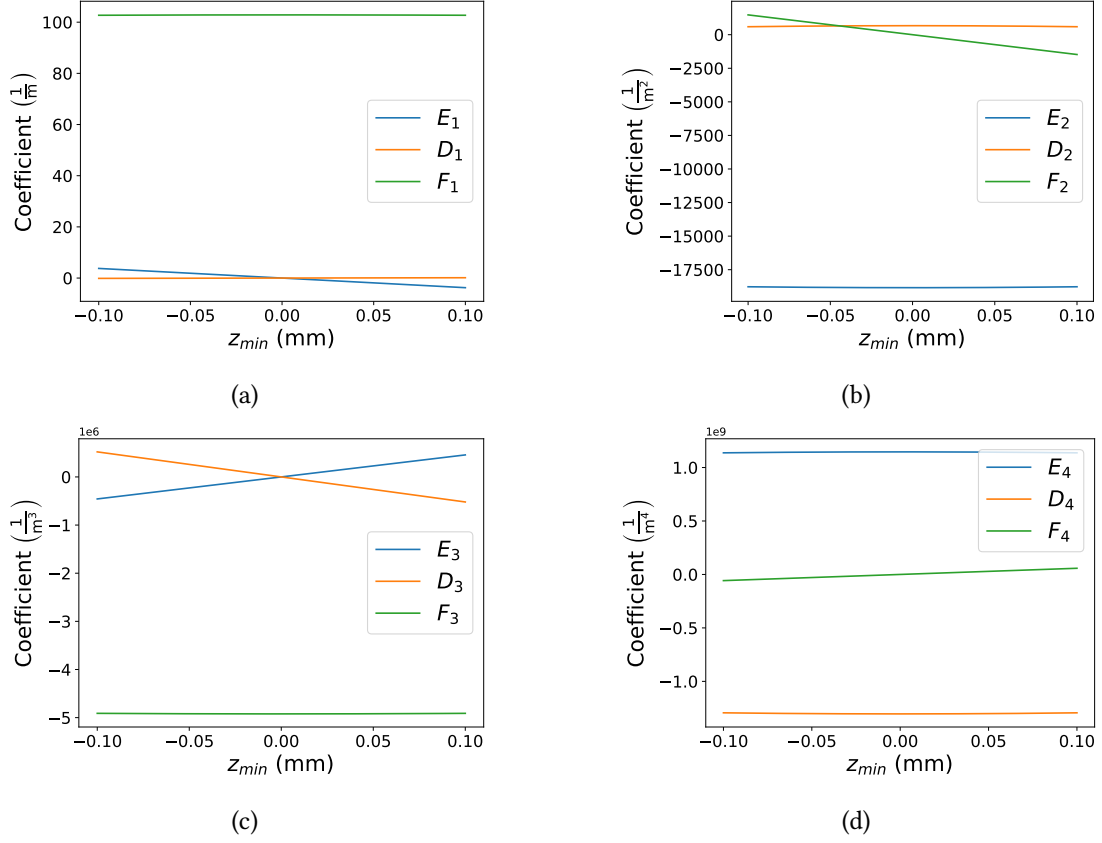 100
80
60
40
20
0
Coefficient (1/m)
E1
D1
F1
−0.10 −0.05 0.00 0.05 0.10
z_min (mm)
(a)
0
−2500
−5000
−7500
−10000
−12500
−15000
−17500
Coefficient (1/m²)
E2
D2
F2
−0.10 −0.05 0.00 0.05 0.10
z_min (mm)
(b)
1e6
0
−1
−2
−3
−4
−5
Coefficient (1/m³)
E3
D3
F3
−0.10 −0.05 0.00 0.05 0.10
z_min (mm)
(c)
1e9
1.0
0.5
0.0
−0.5
−1.0
Coefficient (1/m⁴)
E4
D4
F4
−0.10 −0.05 0.00 0.05 0.10
z_min (mm)
(d)